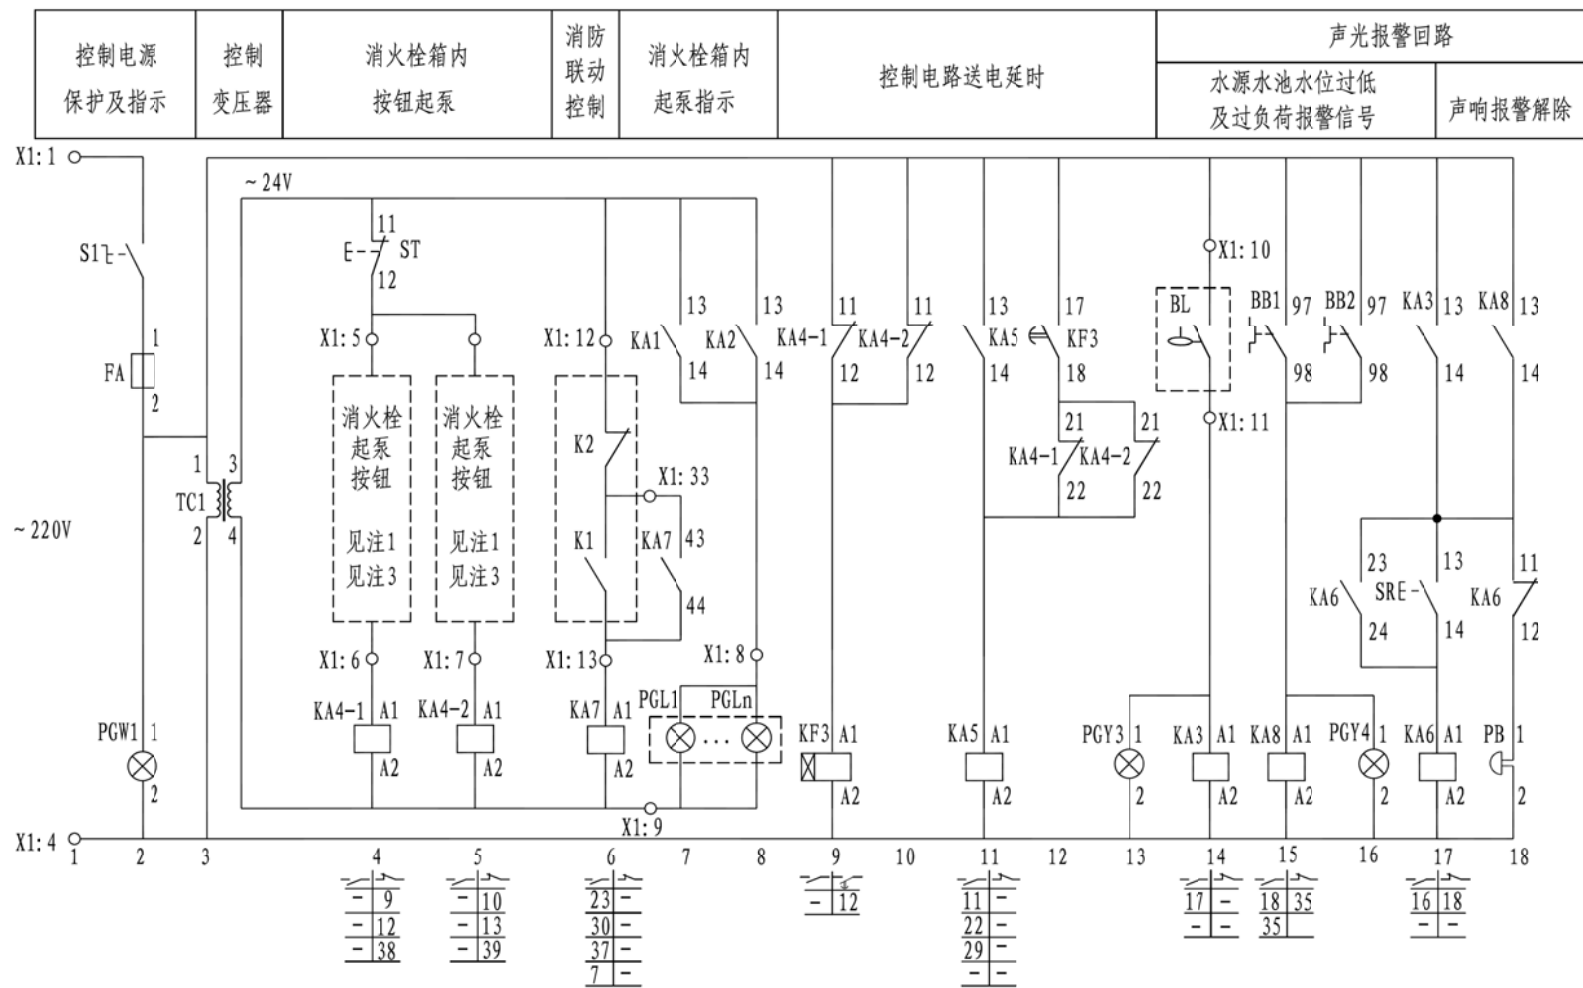 控制电源
保护及指示
控制
变压器
消火栓箱内
按钮起泵
消防
联动
控制
消火栓箱内
起泵指示
控制电路送电延时
声光报警回路
水源水池水位过低
及过负荷报警信号
声响报警解除
X1:1
~24V
11
E
ST
12
S1
E
X1:10
1
FA
2
X1:5
X1:12
13
KA1
14
13
KA2
14
11
KA4-1
12
11
KA4-2
12
13
KA5
14
17
KF3
18
BL
BB1
97
98
BB2
97
98
KA3
13
14
KA8
13
14
X1:11
消火栓
起泵
按钮
见注1
见注3
消火栓
起泵
按钮
见注1
见注3
K2
X1:33
K1
KA7
43
44
21
KA4-1
22
21
KA4-2
22
1
3
TC1
2
4
~220V
23
KA6
24
13
SRE
14
11
KA6
12
X1:6
X1:7
X1:13
X1:8
PGL1
PGLn
...
PGW1
1
2
KA4-1
A1
A2
KA4-2
A1
A2
KA7
A1
A2
KF3
A1
A2
KA5
A1
A2
PGY3
1
2
KA3
A1
A2
KA8
A1
A2
PGY4
1
2
KA6
A1
A2
PB
1
2
X1:9
X1:4
1 2 3 4 5 6 7 8 9 10 11 12 13 14 15 16 17 18
- 9
- 12
- 38
- 10
- 13
- 39
23 -
30 -
37 -
7 -
- 12
11 -
22 -
29 -
- -
17 -
- -
18 35
35
16 18
- -